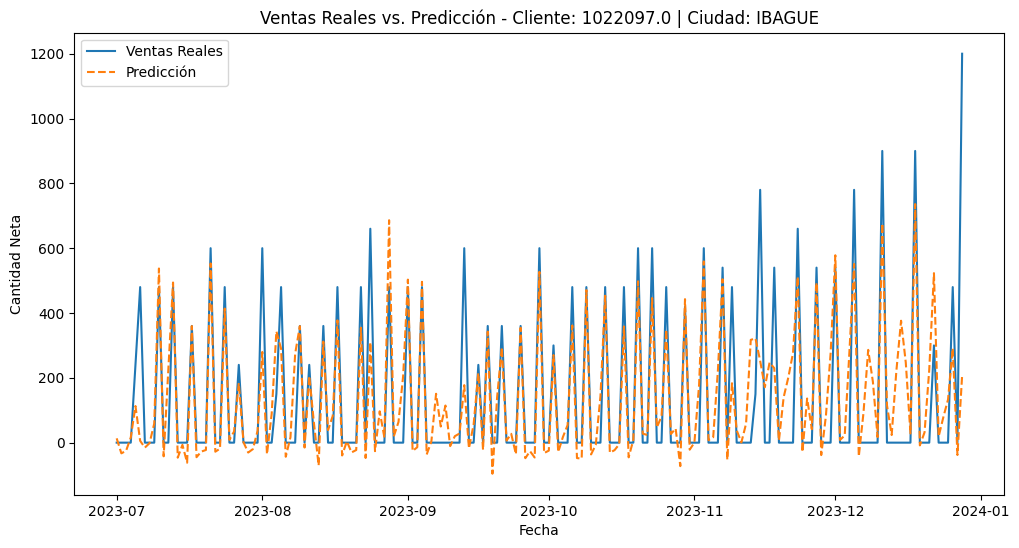 Ventas Reales vs. Predicción - Cliente: 1022097.0 | Ciudad: IBAGUE
Ventas Reales
Predicción
1200
1000
800
600
400
200
0
Cantidad Neta
2023-07
2023-08
2023-09
2023-10
2023-11
2023-12
2024-01
Fecha